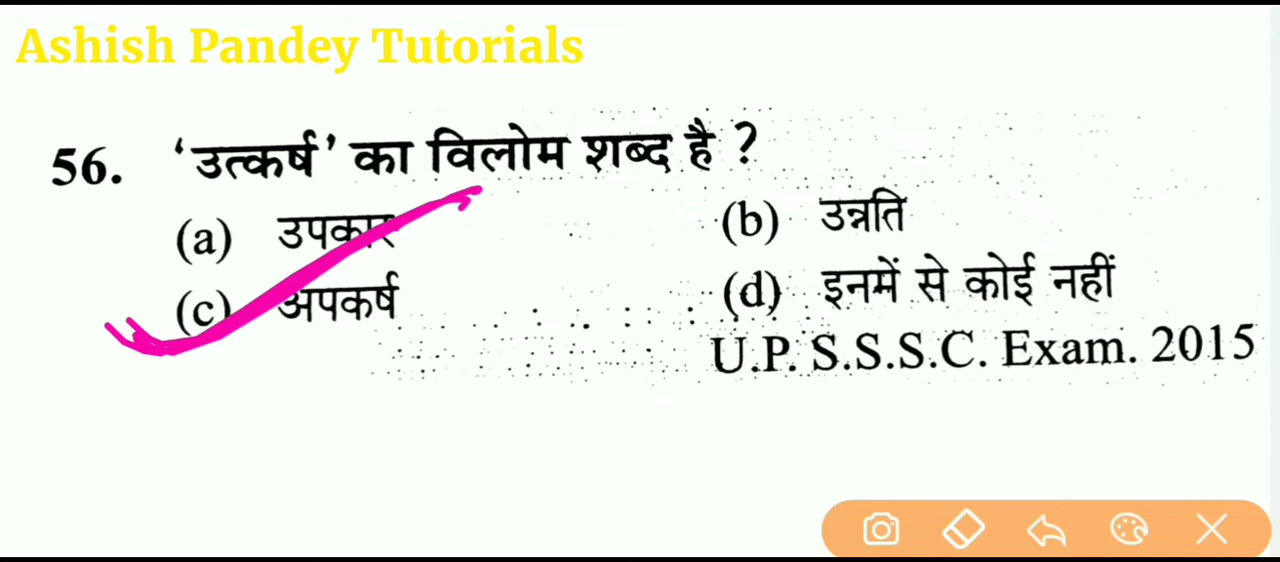 Ashish Pandey Tutorials
56. ‘उत्कर्ष’ का विलोम शब्द है ?
(a) उपकार (b) उन्नति
(c) अपकर्ष (d) इनमें से कोई नहीं
U.P. S.S.S.C. Exam. 2015